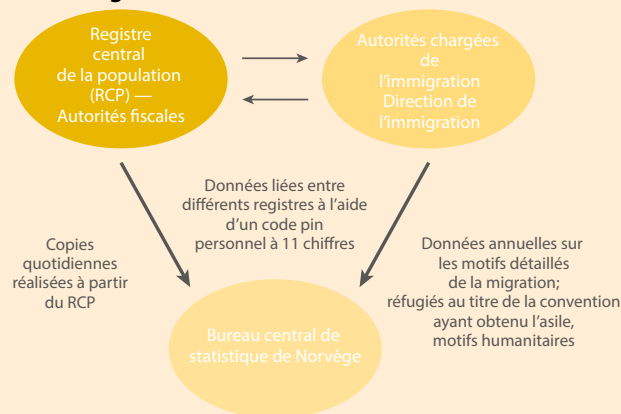 Registre
central
de la population
(RCP) —
Autorités fiscales
Autorités chargées
de
l'immigration
Direction de
l'immigration
Données liées entre
différents registres à l'aide
d'un code pin
personnel à 11 chiffres
Copies
quotidiennes
réalisées à partir
du RCP
Données annuelles sur
les motifs détaillés
de la migration;
réfugiés au titre de la convention
ayant obtenu l'asile,
motifs humanitaires
Bureau central de
statistique de Norvège